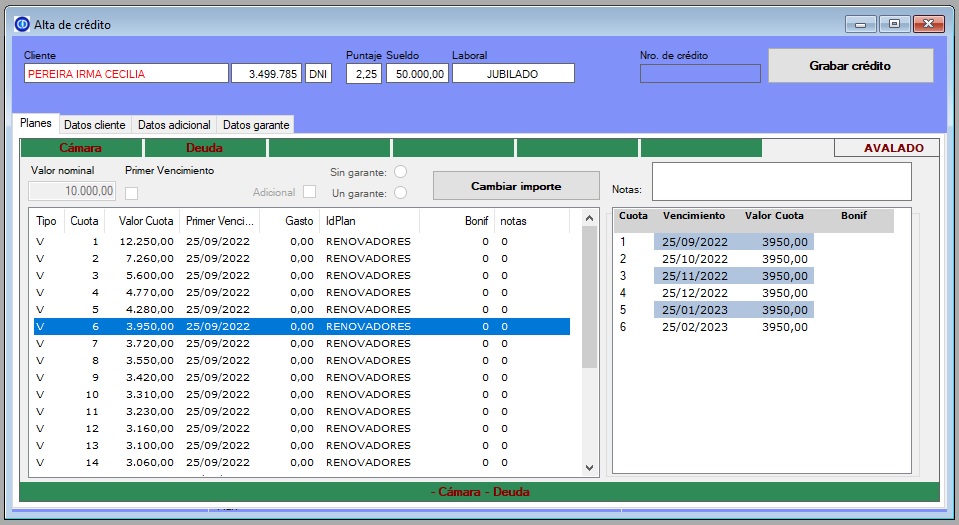 Alta de crédito
Cliente Puntaje Sueldo Laboral Nro. de crédito
PEREIRA IRMA CECILIA 3.499.785 DNI 2,25 50.000,00 JUBILADO Grabar crédito
Planes Datos cliente Datos adicional Datos garante
Cámara Deuda AVALADO
Valor nominal Primer Vencimiento Sin garante:
10.000,00 Adicional Un garante: Cambiar importe Notas:
Tipo Cuota Valor Cuota Primer Venci... Gasto IdPlan Bonif notas
V 1 12.250,00 25/09/2022 0,00 RENOVADORES 0 0
V 2 7.260,00 25/09/2022 0,00 RENOVADORES 0 0
V 3 5.600,00 25/09/2022 0,00 RENOVADORES 0 0
V 4 4.770,00 25/09/2022 0,00 RENOVADORES 0 0
V 5 4.280,00 25/09/2022 0,00 RENOVADORES 0 0
V 6 3.950,00 25/09/2022 0,00 RENOVADORES 0 0
V 7 3.720,00 25/09/2022 0,00 RENOVADORES 0 0
V 8 3.550,00 25/09/2022 0,00 RENOVADORES 0 0
V 9 3.420,00 25/09/2022 0,00 RENOVADORES 0 0
V 10 3.310,00 25/09/2022 0,00 RENOVADORES 0 0
V 11 3.230,00 25/09/2022 0,00 RENOVADORES 0 0
V 12 3.160,00 25/09/2022 0,00 RENOVADORES 0 0
V 13 3.100,00 25/09/2022 0,00 RENOVADORES 0 0
V 14 3.060,00 25/09/2022 0,00 RENOVADORES 0 0
Cuota Vencimiento Valor Cuota Bonif
1 25/09/2022 3950,00
2 25/10/2022 3950,00
3 25/11/2022 3950,00
4 25/12/2022 3950,00
5 25/01/2023 3950,00
6 25/02/2023 3950,00
- Cámara - Deuda